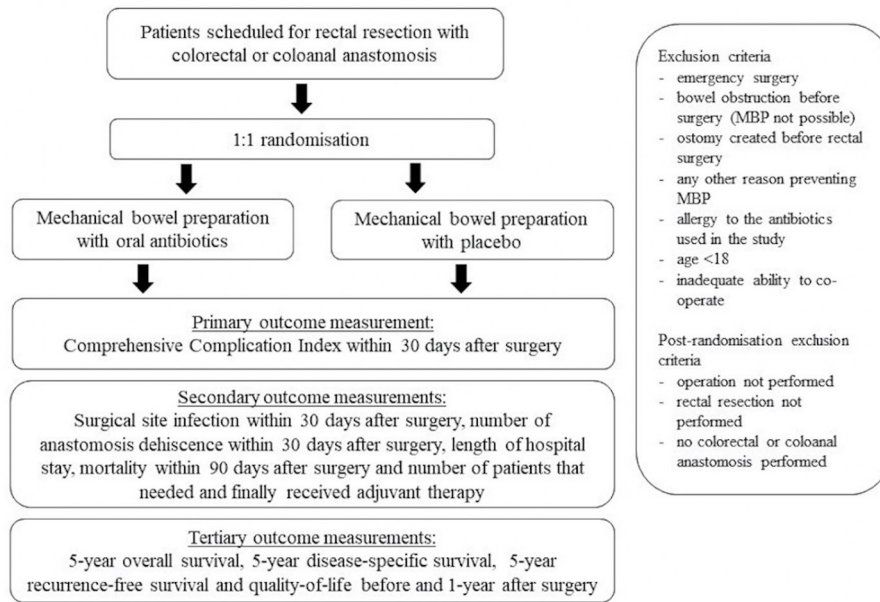 Patients scheduled for rectal resection with
colorectal or coloanal anastomosis
1:1 randomisation
Mechanical bowel preparation
with oral antibiotics
Mechanical bowel preparation
with placebo
Primary outcome measurement:
Comprehensive Complication Index within 30 days after surgery
Secondary outcome measurements:
Surgical site infection within 30 days after surgery, number of
anastomosis dehiscence within 30 days after surgery, length of hospital
stay, mortality within 90 days after surgery and number of patients that
needed and finally received adjuvant therapy
Tertiary outcome measurements:
5-year overall survival, 5-year disease-specific survival, 5-year
recurrence-free survival and quality-of-life before and 1-year after surgery
Exclusion criteria
- emergency surgery
- bowel obstruction before
surgery (MBP not possible)
- ostomy created before rectal
surgery
- any other reason preventing
MBP
- allergy to the antibiotics
used in the study
- age <18
- inadequate ability to co-
operate
Post-randomisation exclusion
criteria
- operation not performed
- rectal resection not
performed
- no colorectal or coloanal
anastomosis performed